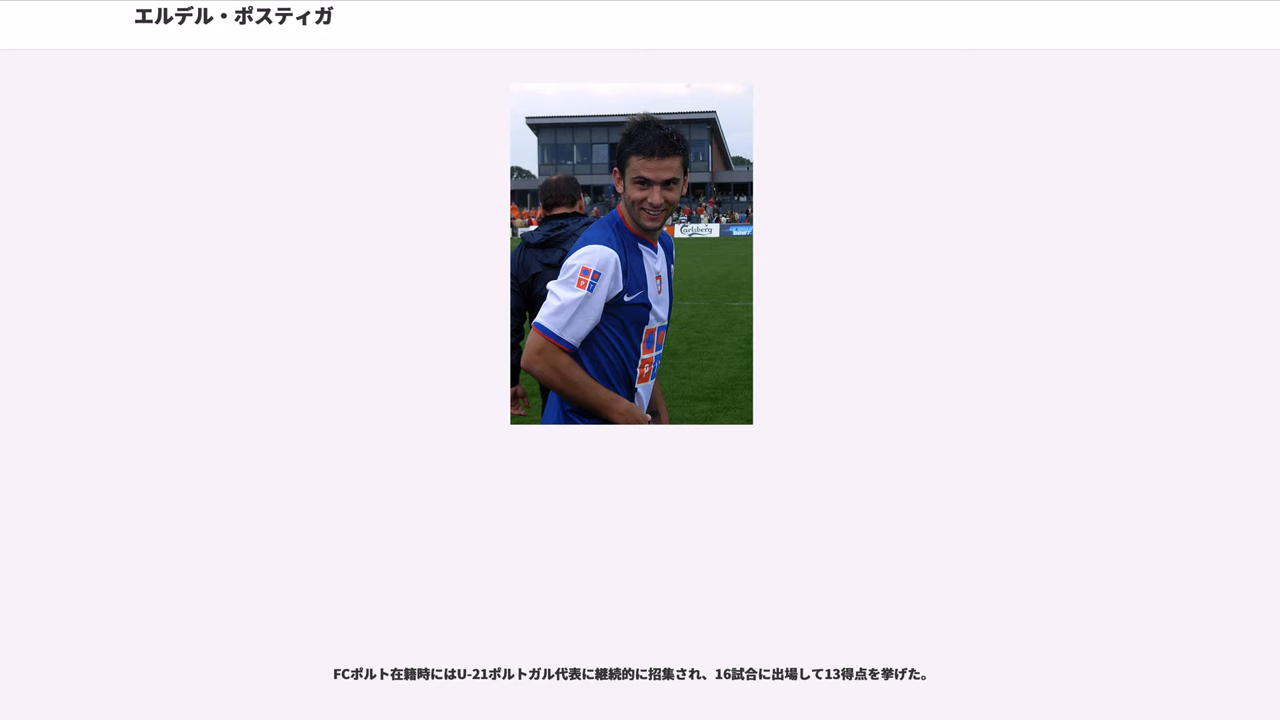 エルデル・ポスティガ
Carlsberg
P T
P T
FCポルト在籍時にはU-21ポルトガル代表に継続的に招集され、16試合に出場して13得点を挙げた。